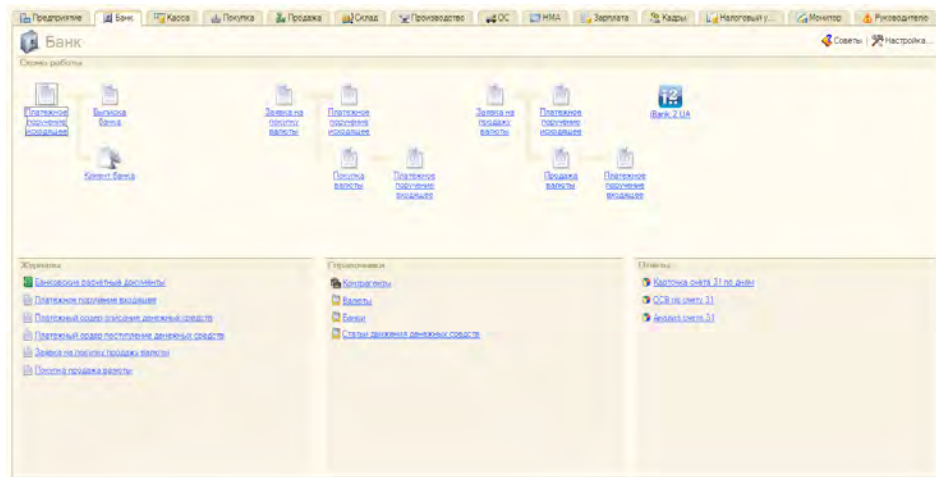 Предприятие Банк Касса Покупка Продажа Склад Производство ОС НМА Зарплата Кадры Налоговый у... Монитор Руководителю
Банк Советы | Настройка...
Схема работы
Платежное
поручение
исходящее
Выписка
банка
Клиент банка
Заявка на
покупку
валюты
Платежное
поручение
исходящее
Покупка
валюты
Платежное
поручение
входящее
Заявка на
продажу
валюты
Платежное
поручение
исходящее
Продажа
валюты
Платежное
поручение
входящее
iBank 2 UA
Журналы
Банковские расчетные документы
Платежное поручение входящее
Платежный ордер списание денежных средств
Платежный ордер поступление денежных средств
Заявка на покупку продажу валюты
Покупка продажа валюты
Справочники
Контрагенты
Валюты
Банки
Статьи движения денежных средств
Отчеты
Карточка счета 31 по дням
ОСВ по счету 31
Анализ счета 31